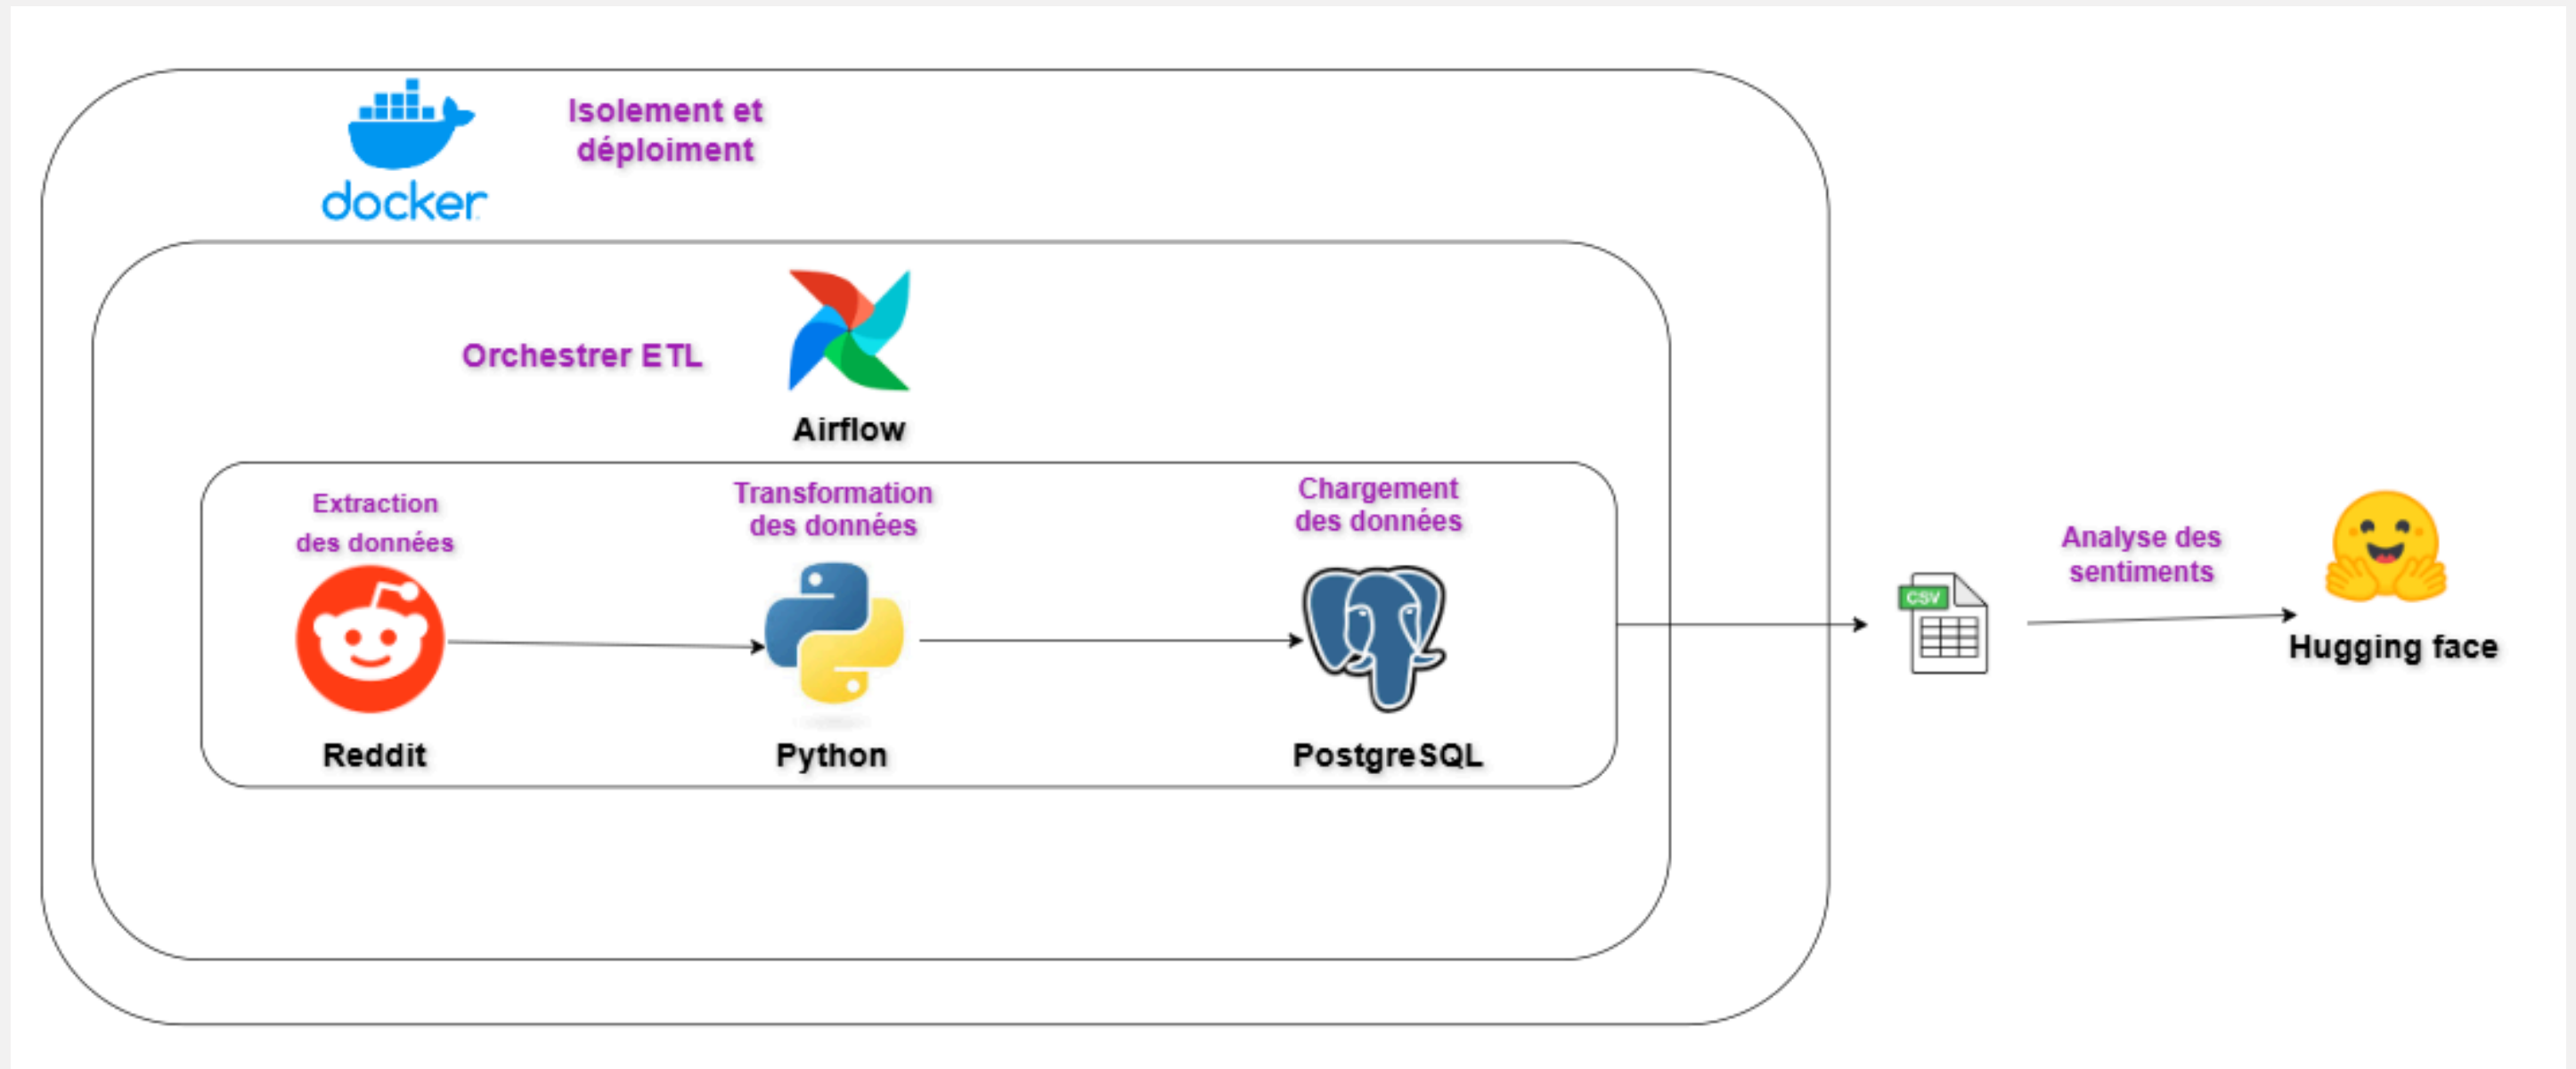 Isolement et
déploiment
docker
Orchestrer ETL
Airflow
Extraction
des données
Transformation
des données
Chargement
des données
Reddit
Python
PostgreSQL
CSV
Analyse des
sentiments
Hugging face